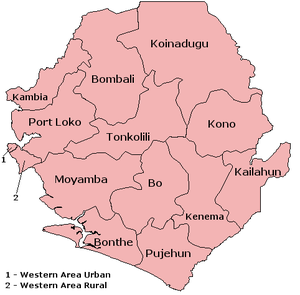 Koinadugu
Bombali
Kambia
Port Loko
Kono
Tonkolili
1
Kailahun
Moyamba
Bo
2
Kenema
Bonthe
Pujehun
1 - Western Area Urban
2 - Western Area Rural